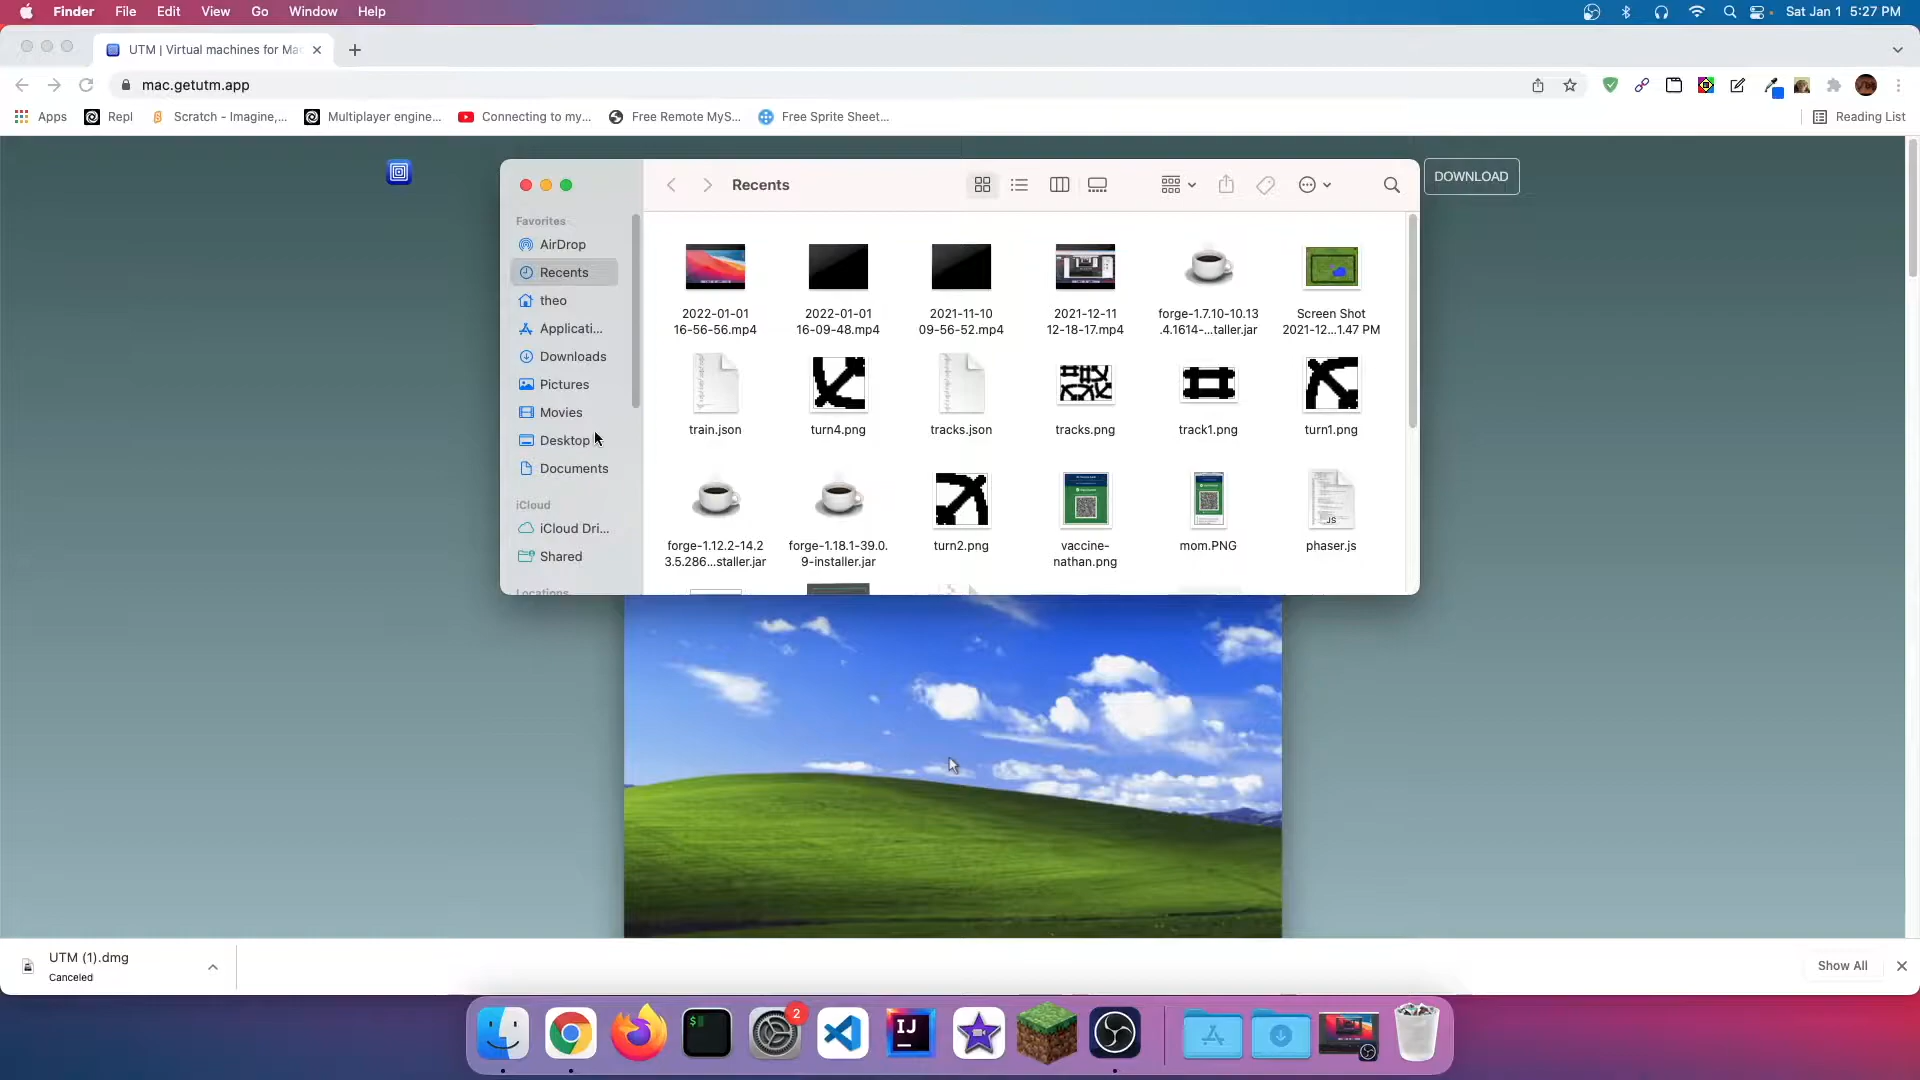 Finder File Edit View Go Window Help
Sat Jan 1 5:27 PM
UTM | Virtual machines for Mac
mac.getutm.app
Apps Repl Scratch - Imagine,... Multiplayer engine... Connecting to my... Free Remote MyS... Free Sprite Sheet... Reading List
DOWNLOAD
Recents
Favorites
AirDrop
Recents
theo
Applicati...
Downloads
Pictures
Movies
Desktop
Documents
iCloud
iCloud Dri...
Shared
Locations
2022-01-01
16-56-56.mp4
2022-01-01
16-09-48.mp4
2021-11-10
09-56-52.mp4
2021-12-11
12-18-17.mp4
forge-1.7.10-10.13
.4.1614-...taller.jar
Screen Shot
2021-12...1.47 PM
train.json
turn4.png
tracks.json
tracks.png
track1.png
turn1.png
forge-1.12.2-14.2
3.5.286...staller.jar
forge-1.18.1-39.0.
9-installer.jar
turn2.png
vaccine-
nathan.png
mom.PNG
JS
phaser.js
UTM (1).dmg
Canceled
Show All
$
2
IJ